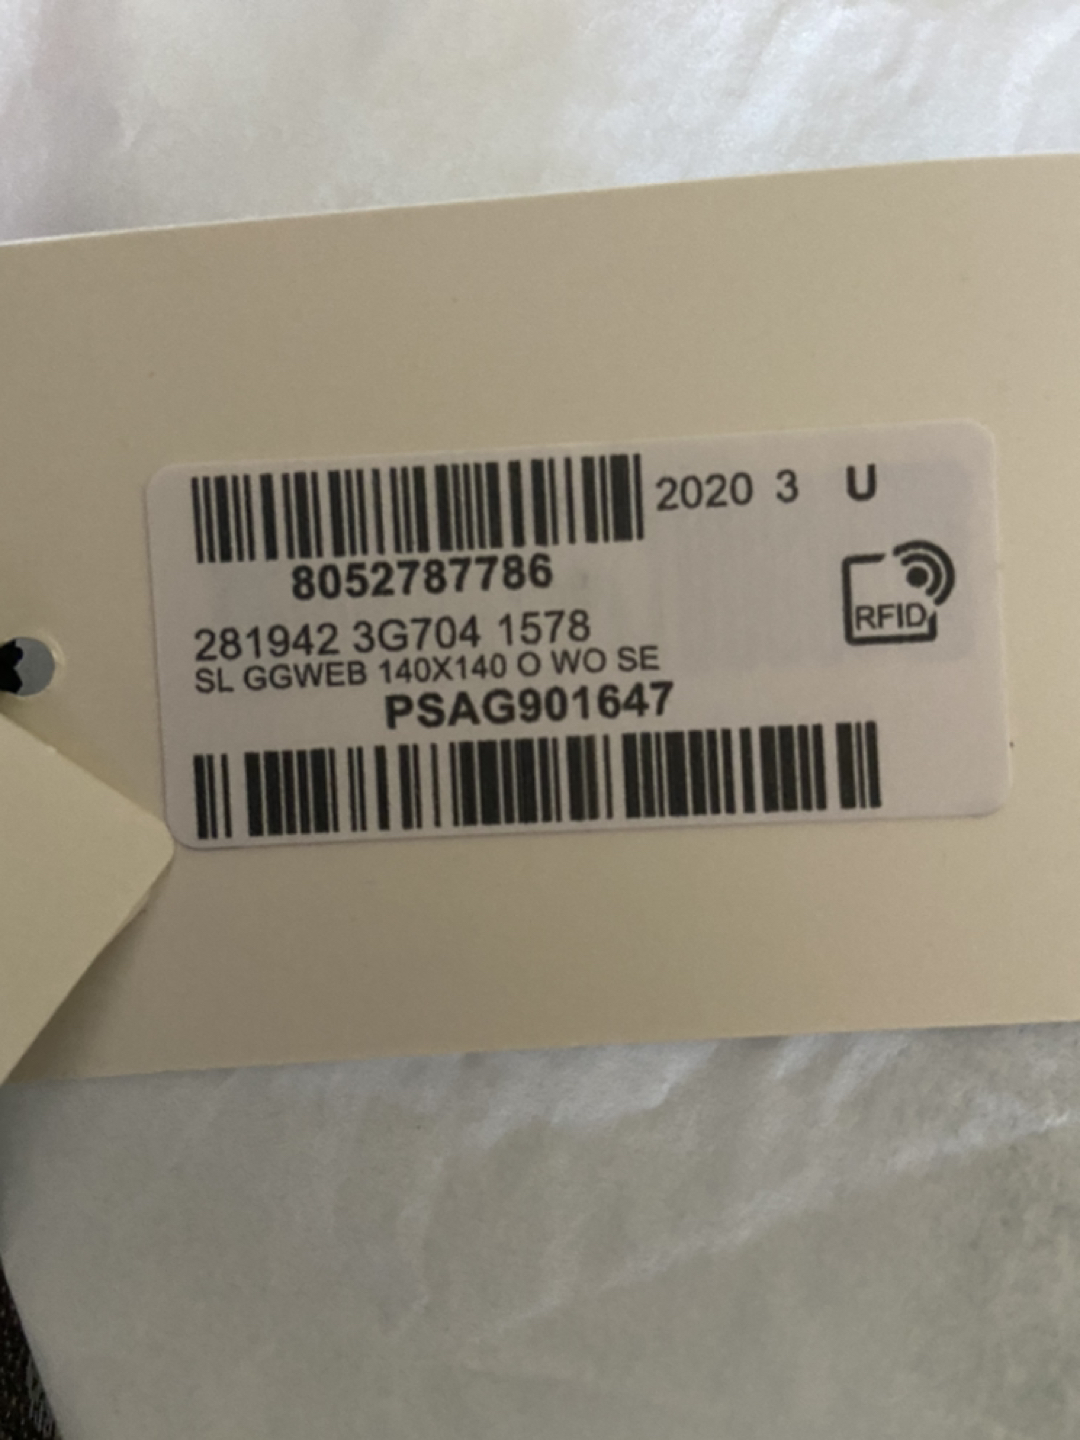 2020 3 U
8052787786
281942 3G704 1578
SL GGWEB 140X140 O WO SE
RFID
PSAG901647